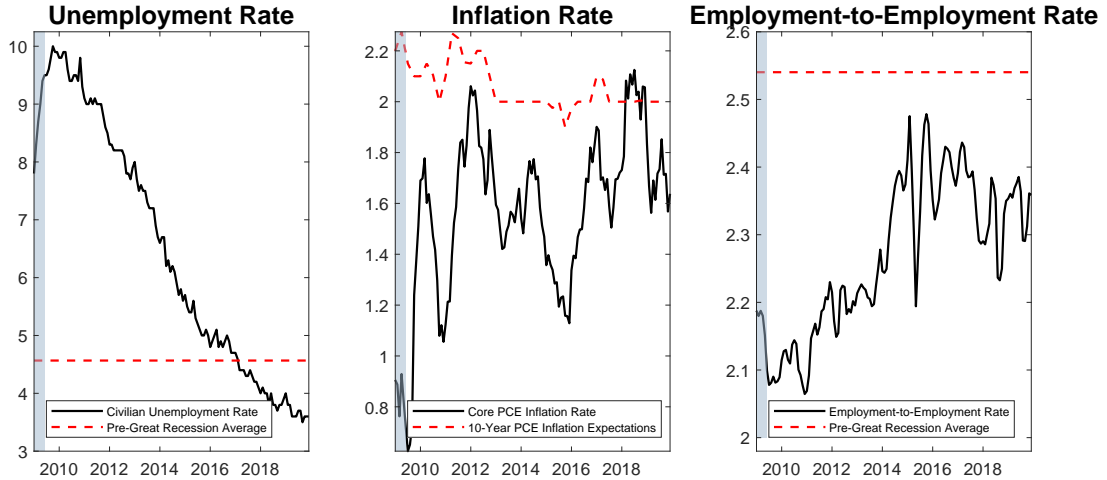 Unemployment Rate
10
9
8
7
6
5
4
3
Civilian Unemployment Rate
Pre-Great Recession Average
2010 2012 2014 2016 2018
Inflation Rate
2.2
2
1.8
1.6
1.4
1.2
1
0.8
Core PCE Inflation Rate
10-Year PCE Inflation Expectations
2010 2012 2014 2016 2018
Employment-to-Employment Rate
2.6
2.5
2.4
2.3
2.2
2.1
2
Employment-to-Employment Rate
Pre-Great Recession Average
2010 2012 2014 2016 2018